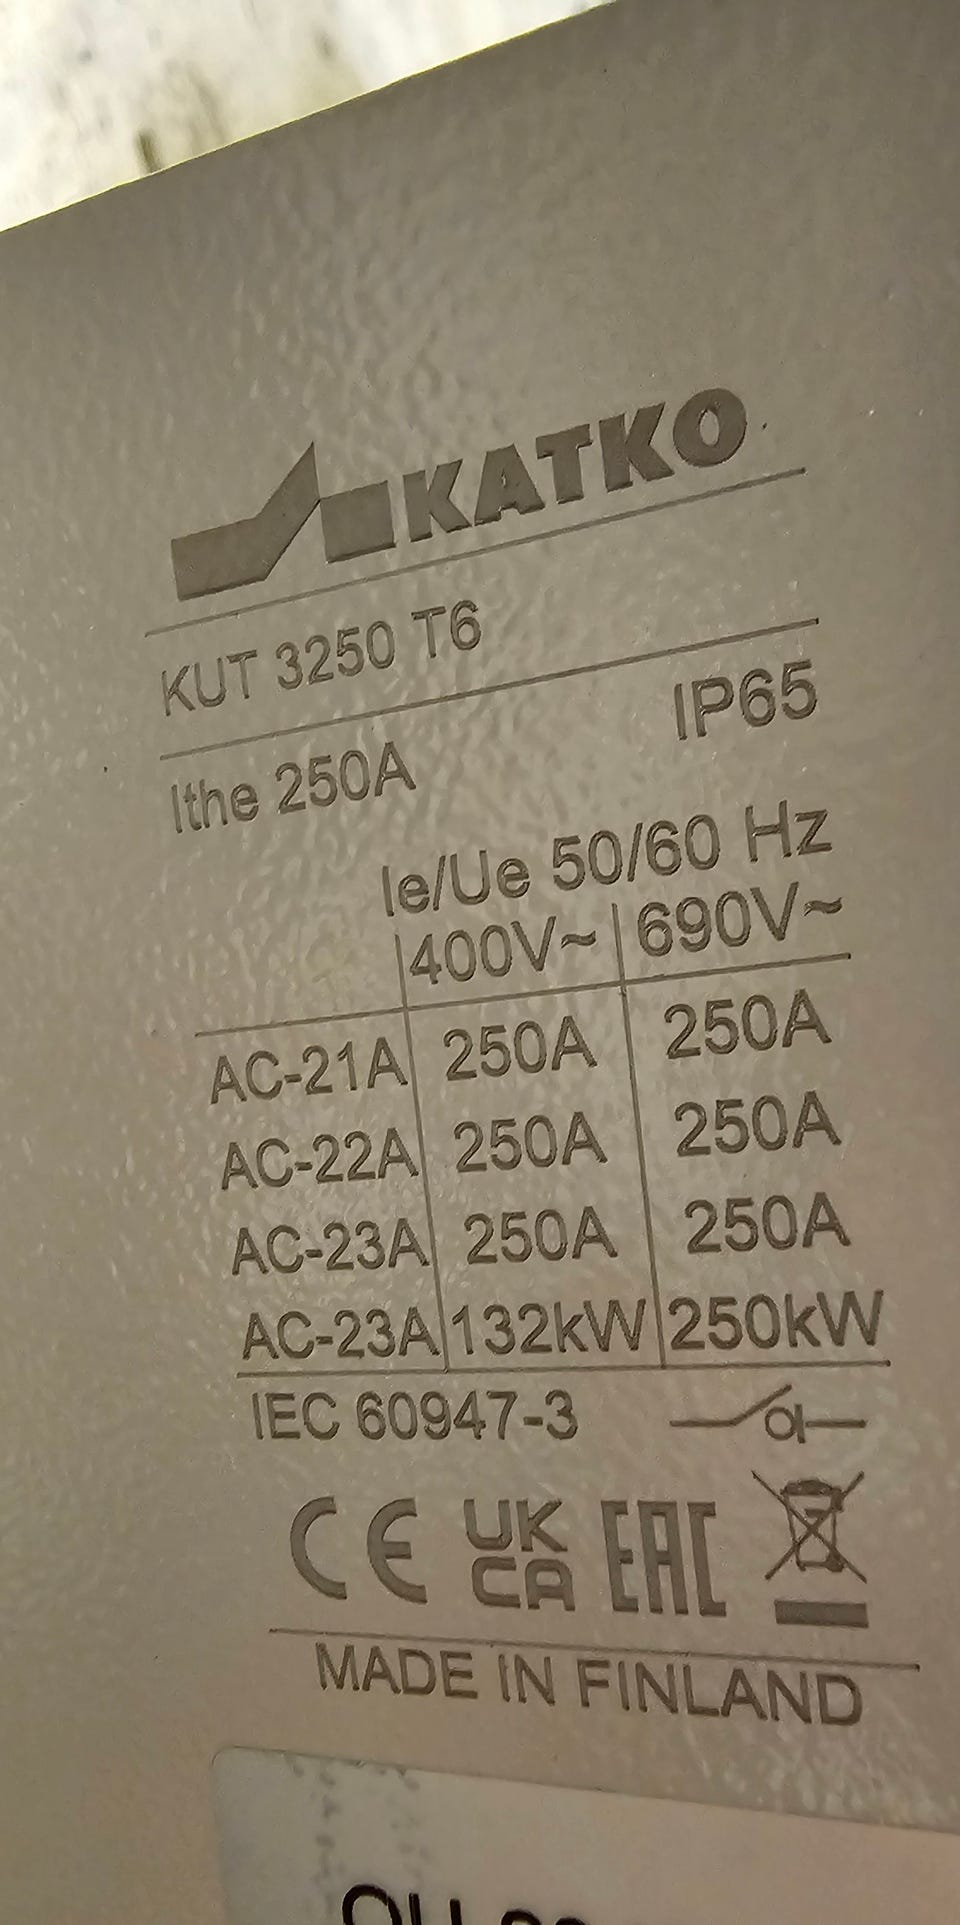 KATKO
KUT 3250 T6
Ithe 250A IP65
Ie/Ue 50/60 Hz
400V~ 690V~
AC-21A 250A 250A
AC-22A 250A 250A
AC-23A 250A 250A
AC-23A 132kW 250kW
IEC 60947-3
CE UK CA EAC
MADE IN FINLAND